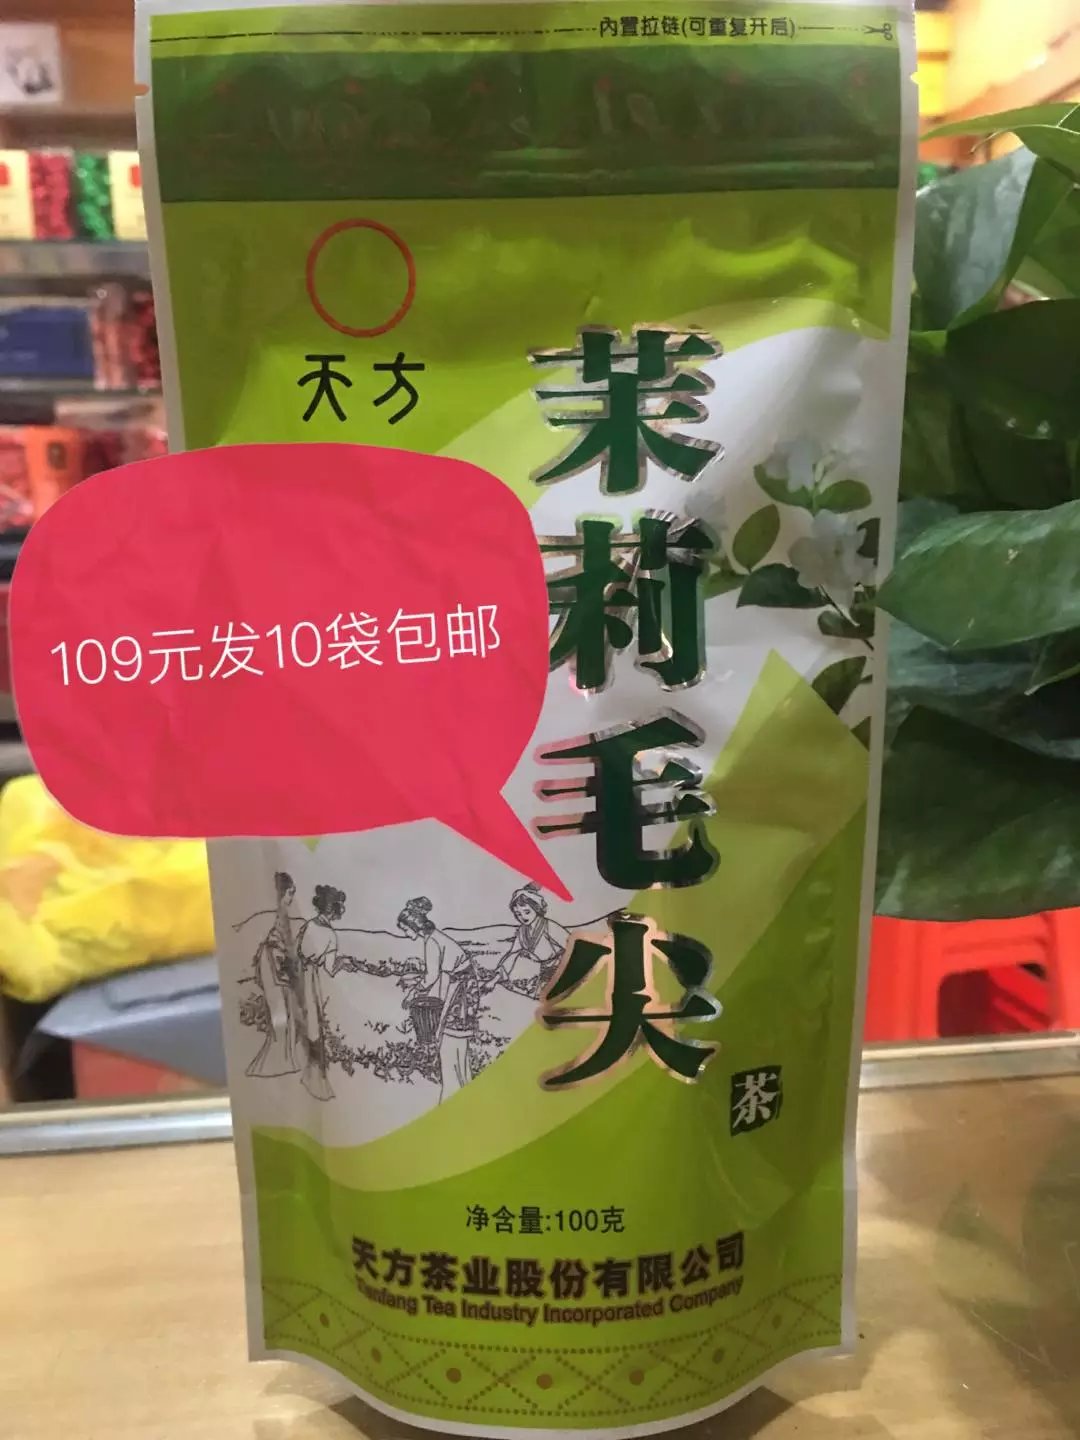 內置拉链(可重复开启)
天方
茉莉毛尖
茶
109元发10袋包邮
净含量:100克
天方茶业股份有限公司
Tianfang Tea Industry Incorporated Company